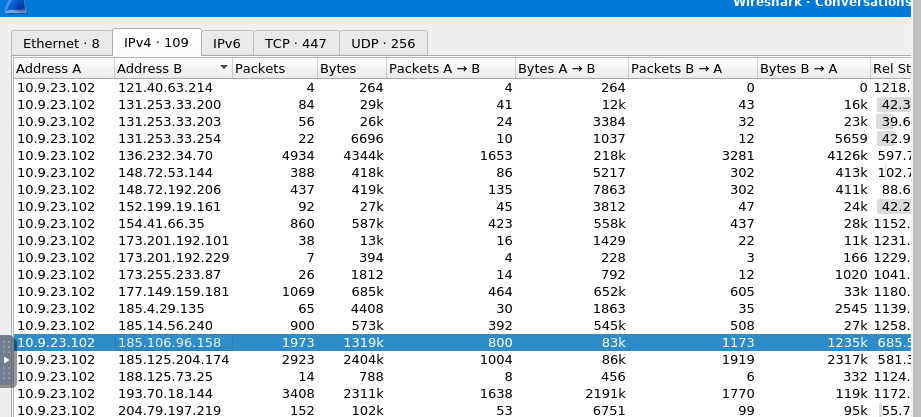 Wireshark · Conversations
Ethernet · 8 IPv4 · 109 IPv6 TCP · 447 UDP · 256
Address A Address B Packets Bytes Packets A → B Bytes A → B Packets B → A Bytes B → A Rel St
10.9.23.102 121.40.63.214 4 264 4 264 0 0 1218.
10.9.23.102 131.253.33.200 84 29k 41 12k 43 16k 42.3
10.9.23.102 131.253.33.203 56 26k 24 3384 32 23k 39.6
10.9.23.102 131.253.33.254 22 6696 10 1037 12 5659 42.9
10.9.23.102 136.232.34.70 4934 4344k 1653 218k 3281 4126k 597.7
10.9.23.102 148.72.53.144 388 418k 86 5217 302 413k 102.7
10.9.23.102 148.72.192.206 437 419k 135 7863 302 411k 88.6
10.9.23.102 152.199.19.161 92 27k 45 3812 47 24k 42.2
10.9.23.102 154.41.66.35 860 587k 423 558k 437 28k 1152.
10.9.23.102 173.201.192.101 38 13k 16 1429 22 11k 1231.
10.9.23.102 173.201.192.229 7 394 4 228 3 166 1229.
10.9.23.102 173.255.233.87 26 1812 14 792 12 1020 1041.
10.9.23.102 177.149.159.181 1069 685k 464 652k 605 33k 1180.
10.9.23.102 185.4.29.135 65 4408 30 1863 35 2545 1139.
10.9.23.102 185.14.56.240 900 573k 392 545k 508 27k 1258.
10.9.23.102 185.106.96.158 1973 1319k 800 83k 1173 1235k 685.5
10.9.23.102 185.125.204.174 2923 2404k 1004 86k 1919 2317k 581.3
10.9.23.102 188.125.73.25 14 788 8 456 6 332 1124.
10.9.23.102 193.70.18.144 3408 2311k 1638 2191k 1770 119k 1172.
10.9.23.102 204.79.197.219 152 102k 53 6751 99 95k 55.7